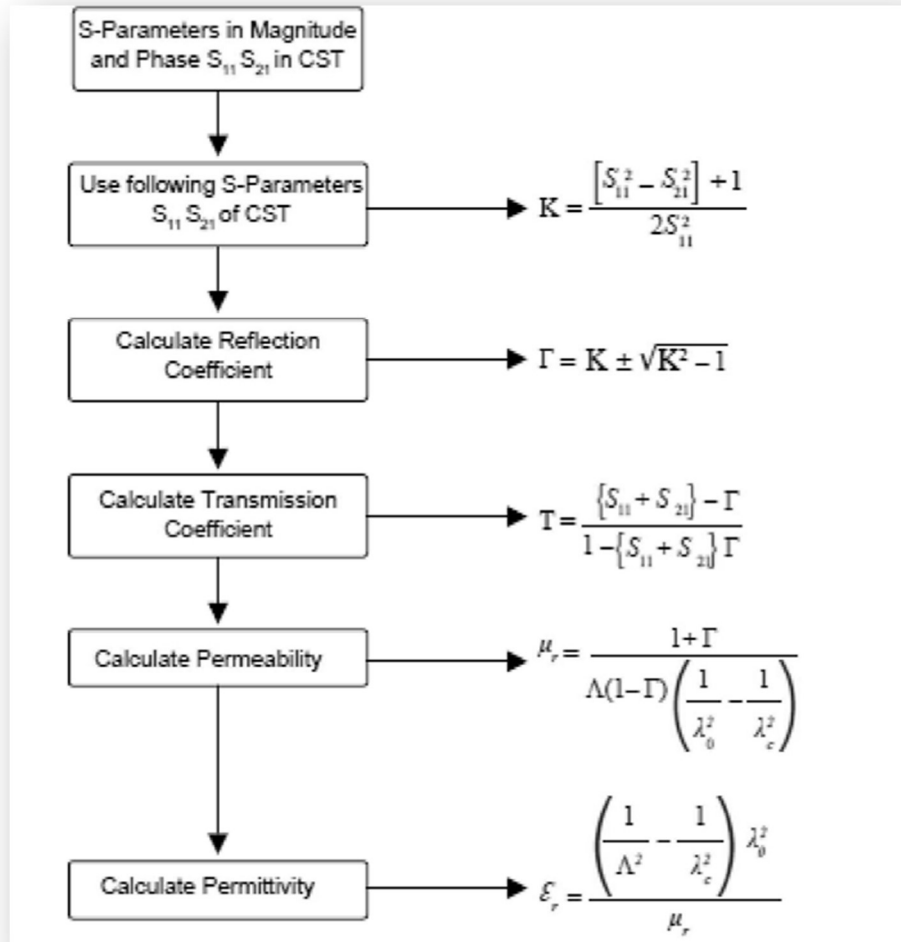 S-Parameters in Magnitude
and Phase S₁₁ S₂₁ in CST
Use following S-Parameters
S₁₁ S₂₁ of CST
K = [S₁₁² − S₂₁²] + 1 / 2S₁₁²
Calculate Reflection
Coefficient
Γ = K ± √K² − 1
Calculate Transmission
Coefficient
T = {S₁₁ + S₂₁} − Γ / 1 − {S₁₁ + S₂₁} Γ
Calculate Permeability
μᵣ = 1 + Γ / Λ(1 − Γ) (1/λ₀² − 1/λc²)
Calculate Permittivity
εᵣ = (1/Λ² − 1/λc²) λ₀² / μᵣ